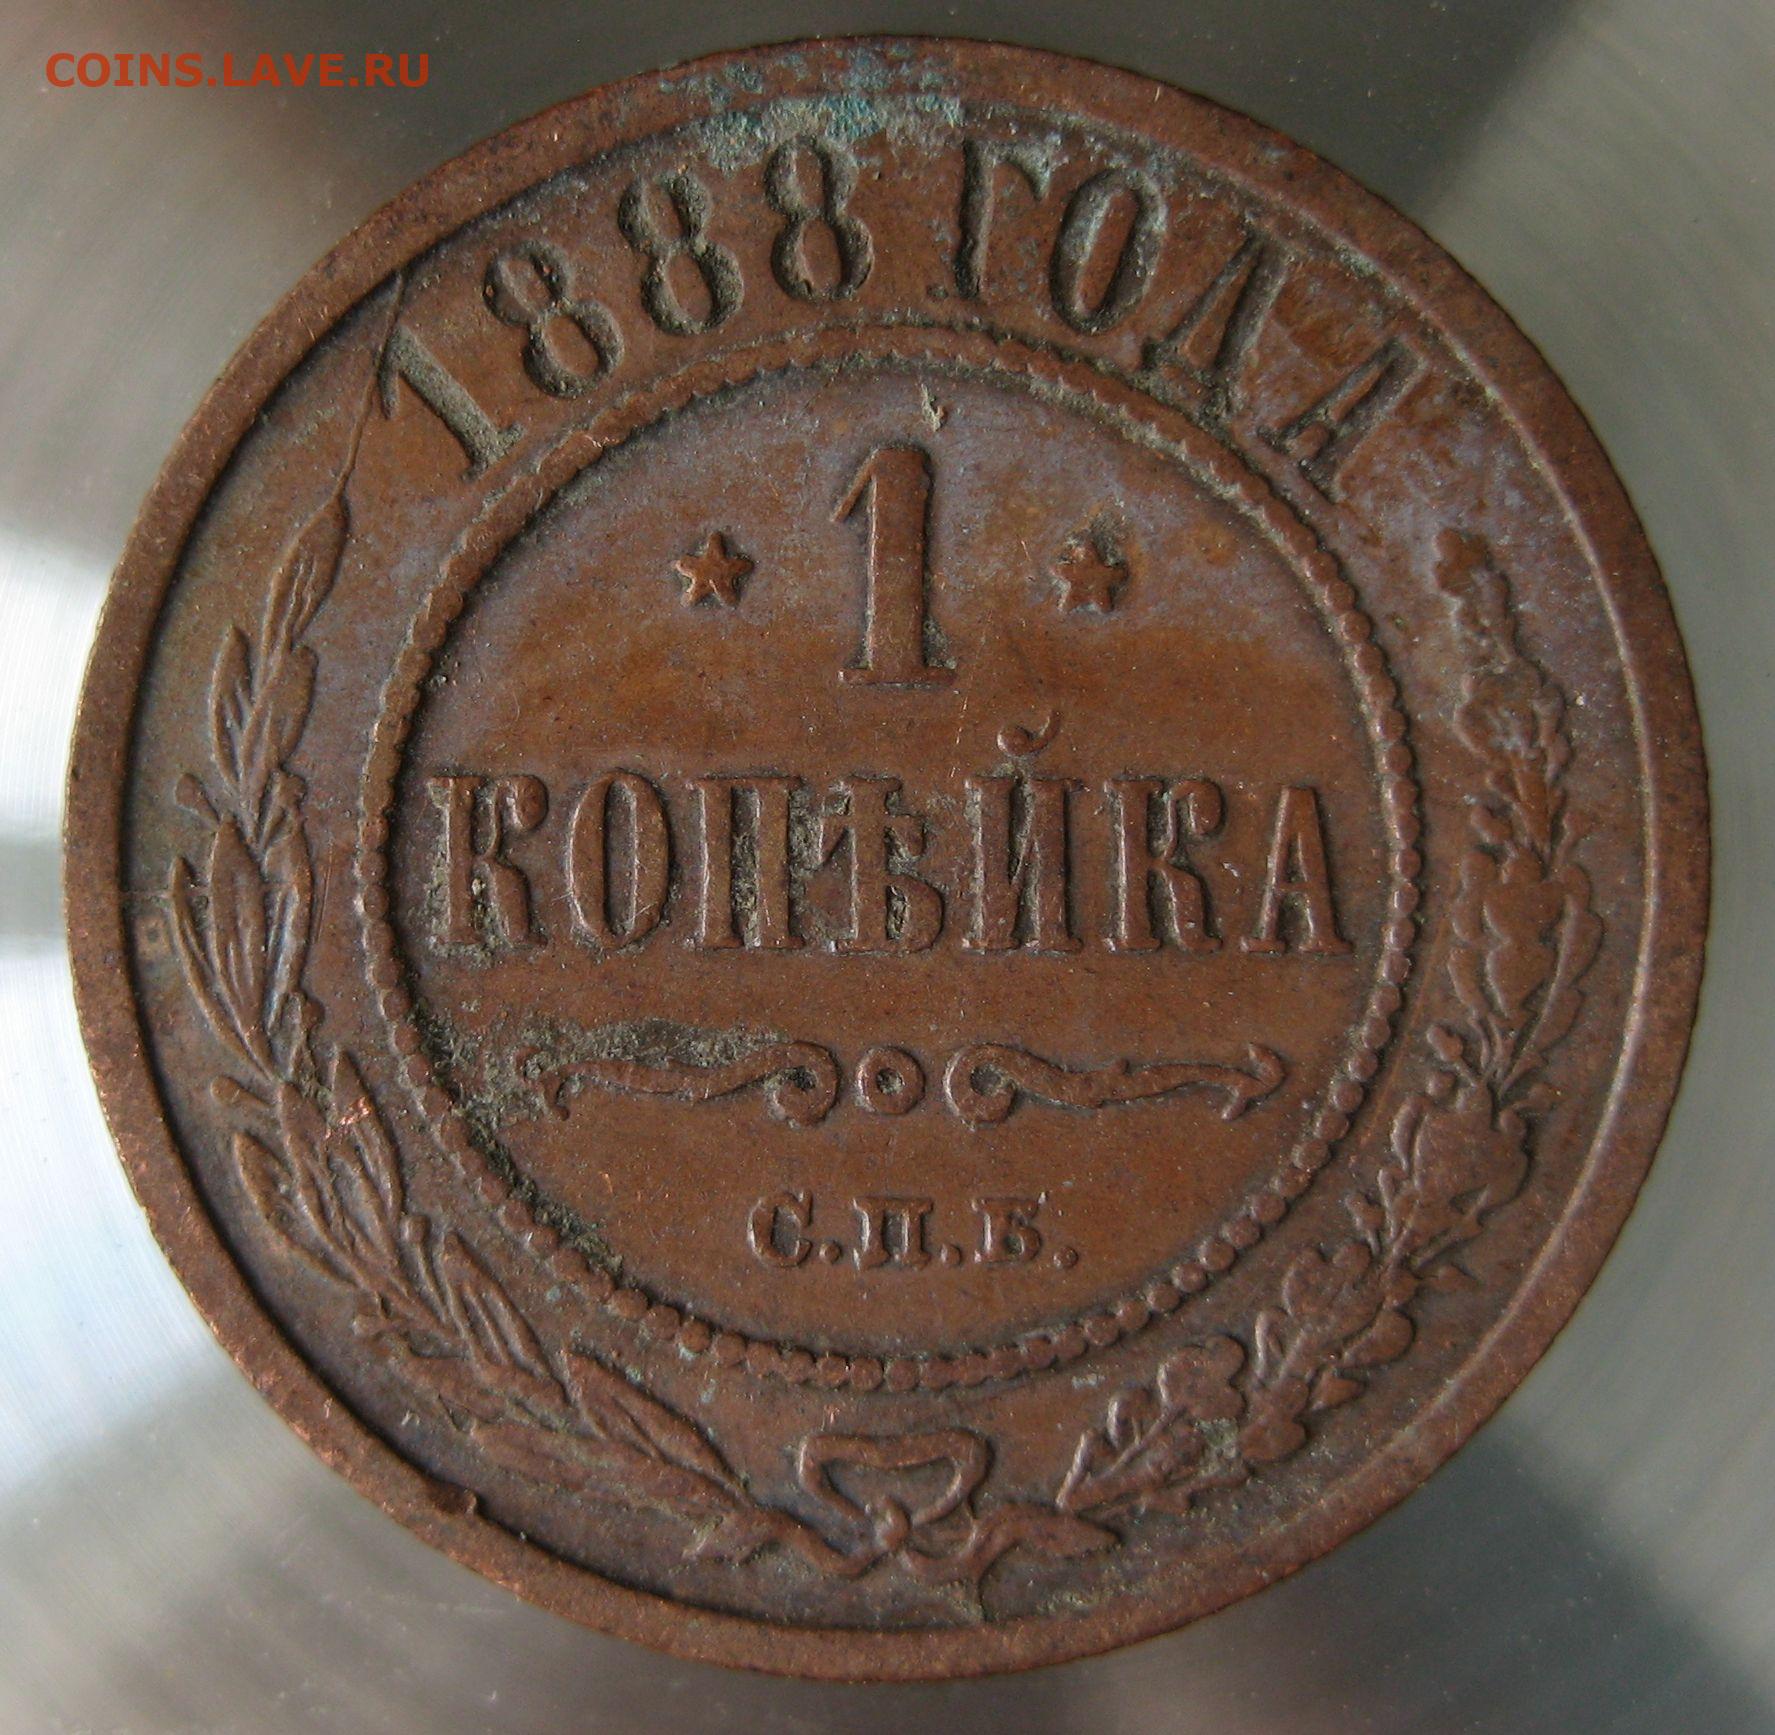 COINS.LAVE.RU
1888 ГОДА
1
КОПѢЙКА
С.П.Б.